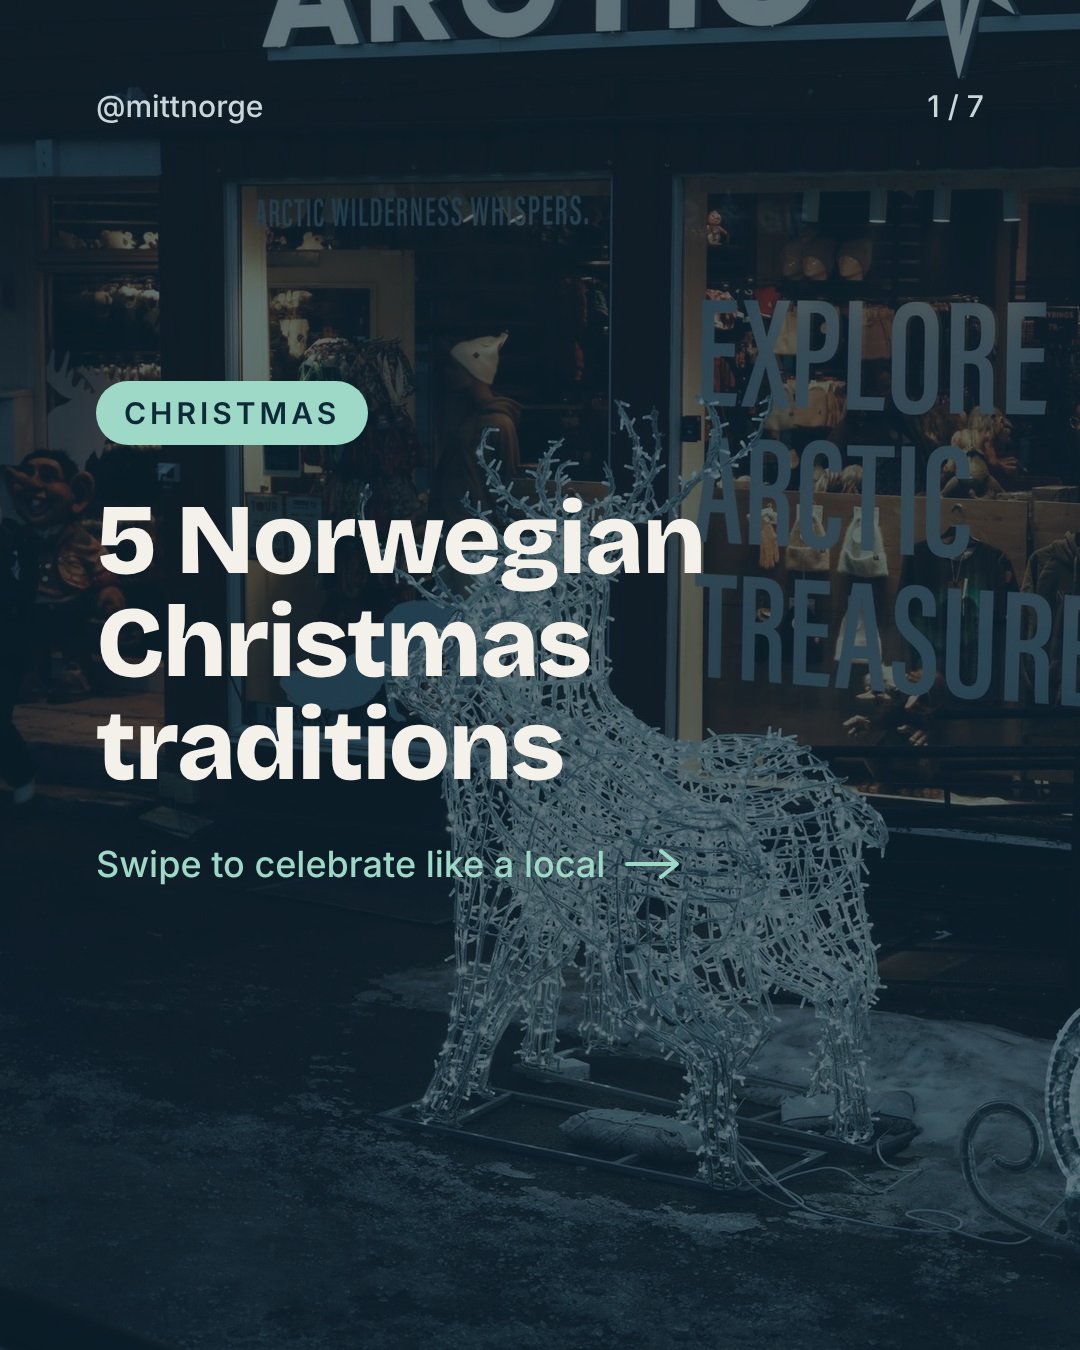 ARCTIC
@mittnorge
1 / 7
ARCTIC WILDERNESS WHISPERS.
EXPLORE
ARCTIC
TREASURE
CHRISTMAS
5 Norwegian
Christmas
traditions
Swipe to celebrate like a local